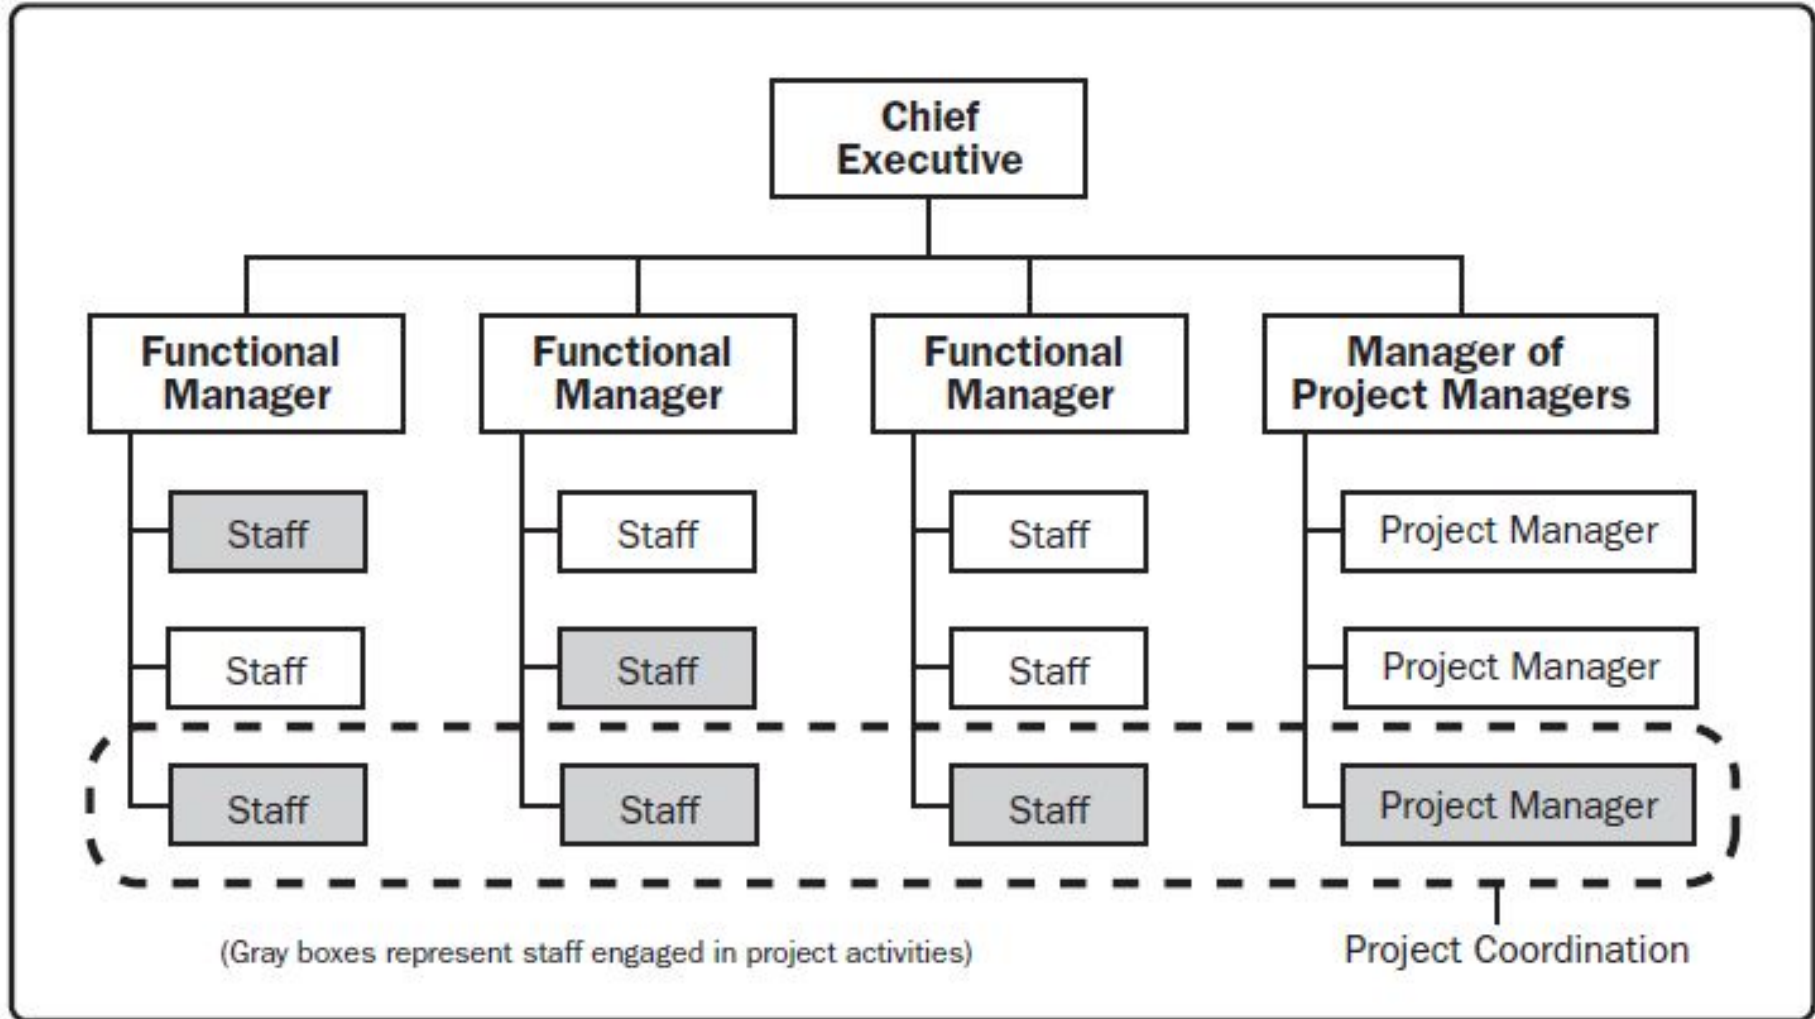 Chief
Executive
Functional
Manager
Functional
Manager
Functional
Manager
Manager of
Project Managers
Staff
Staff
Staff
Project Manager
Staff
Staff
Staff
Project Manager
Staff
Staff
Staff
Project Manager
(Gray boxes represent staff engaged in project activities)
Project Coordination